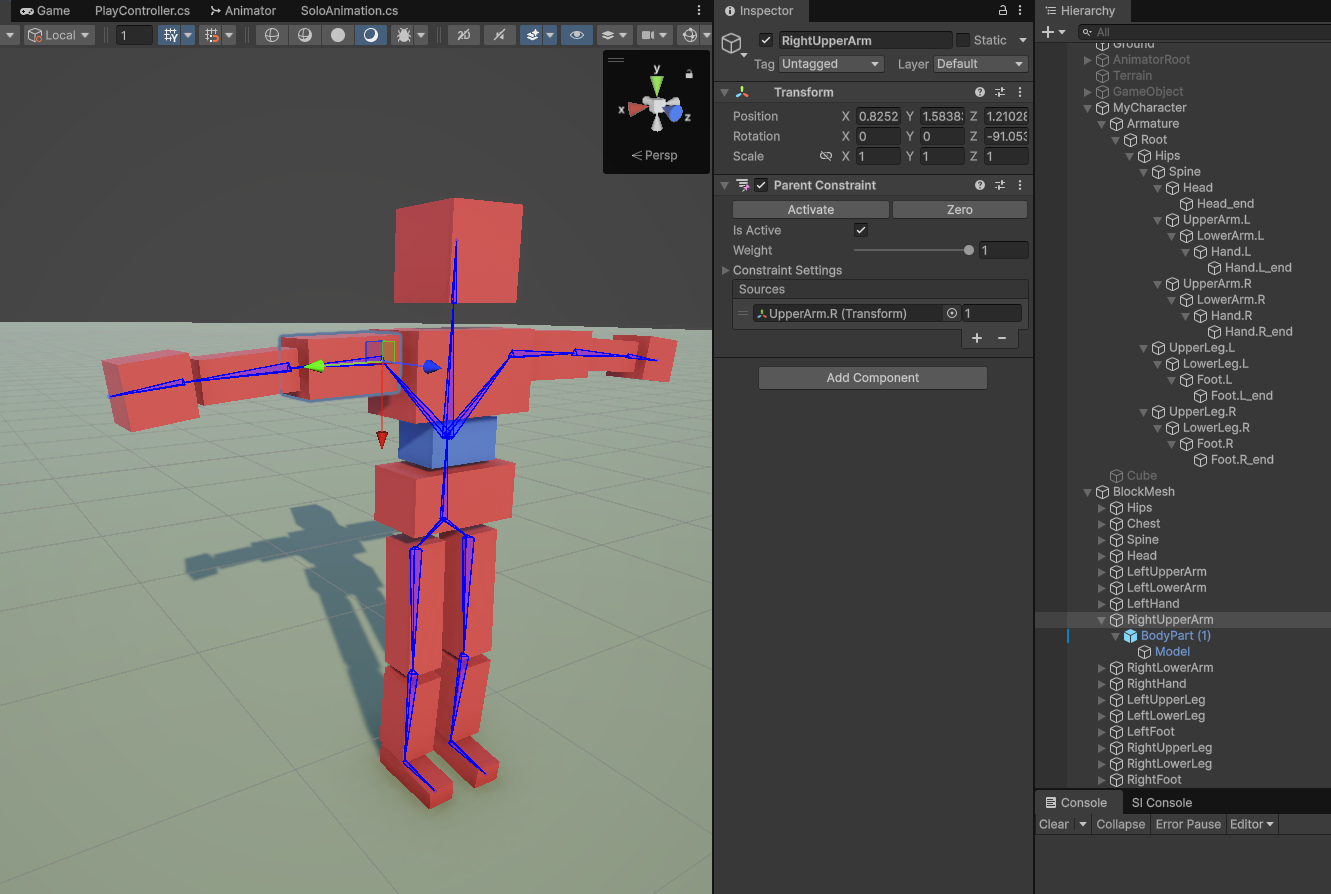 Game PlayController.cs Animator SoloAnimation.cs
Local 1 2D
y
x
z
Persp
Inspector
RightUpperArm Static
Tag Untagged Layer Default
Transform
Position X 0.8252 Y 1.5838 Z 1.21028
Rotation X 0 Y 0 Z -91.053
Scale X 1 Y 1 Z 1
Parent Constraint
Activate Zero
Is Active
Weight 1
Constraint Settings
Sources
UpperArm.R (Transform) 1
Add Component
Hierarchy
All
Ground
AnimatorRoot
Terrain
GameObject
MyCharacter
Armature
Root
Hips
Spine
Head
Head_end
UpperArm.L
LowerArm.L
Hand.L
Hand.L_end
UpperArm.R
LowerArm.R
Hand.R
Hand.R_end
UpperLeg.L
LowerLeg.L
Foot.L
Foot.L_end
UpperLeg.R
LowerLeg.R
Foot.R
Foot.R_end
Cube
BlockMesh
Hips
Chest
Spine
Head
LeftUpperArm
LeftLowerArm
LeftHand
RightUpperArm
BodyPart (1)
Model
RightLowerArm
RightHand
LeftUpperLeg
LeftLowerLeg
LeftFoot
RightUpperLeg
RightLowerLeg
RightFoot
Console SI Console
Clear Collapse Error Pause Editor